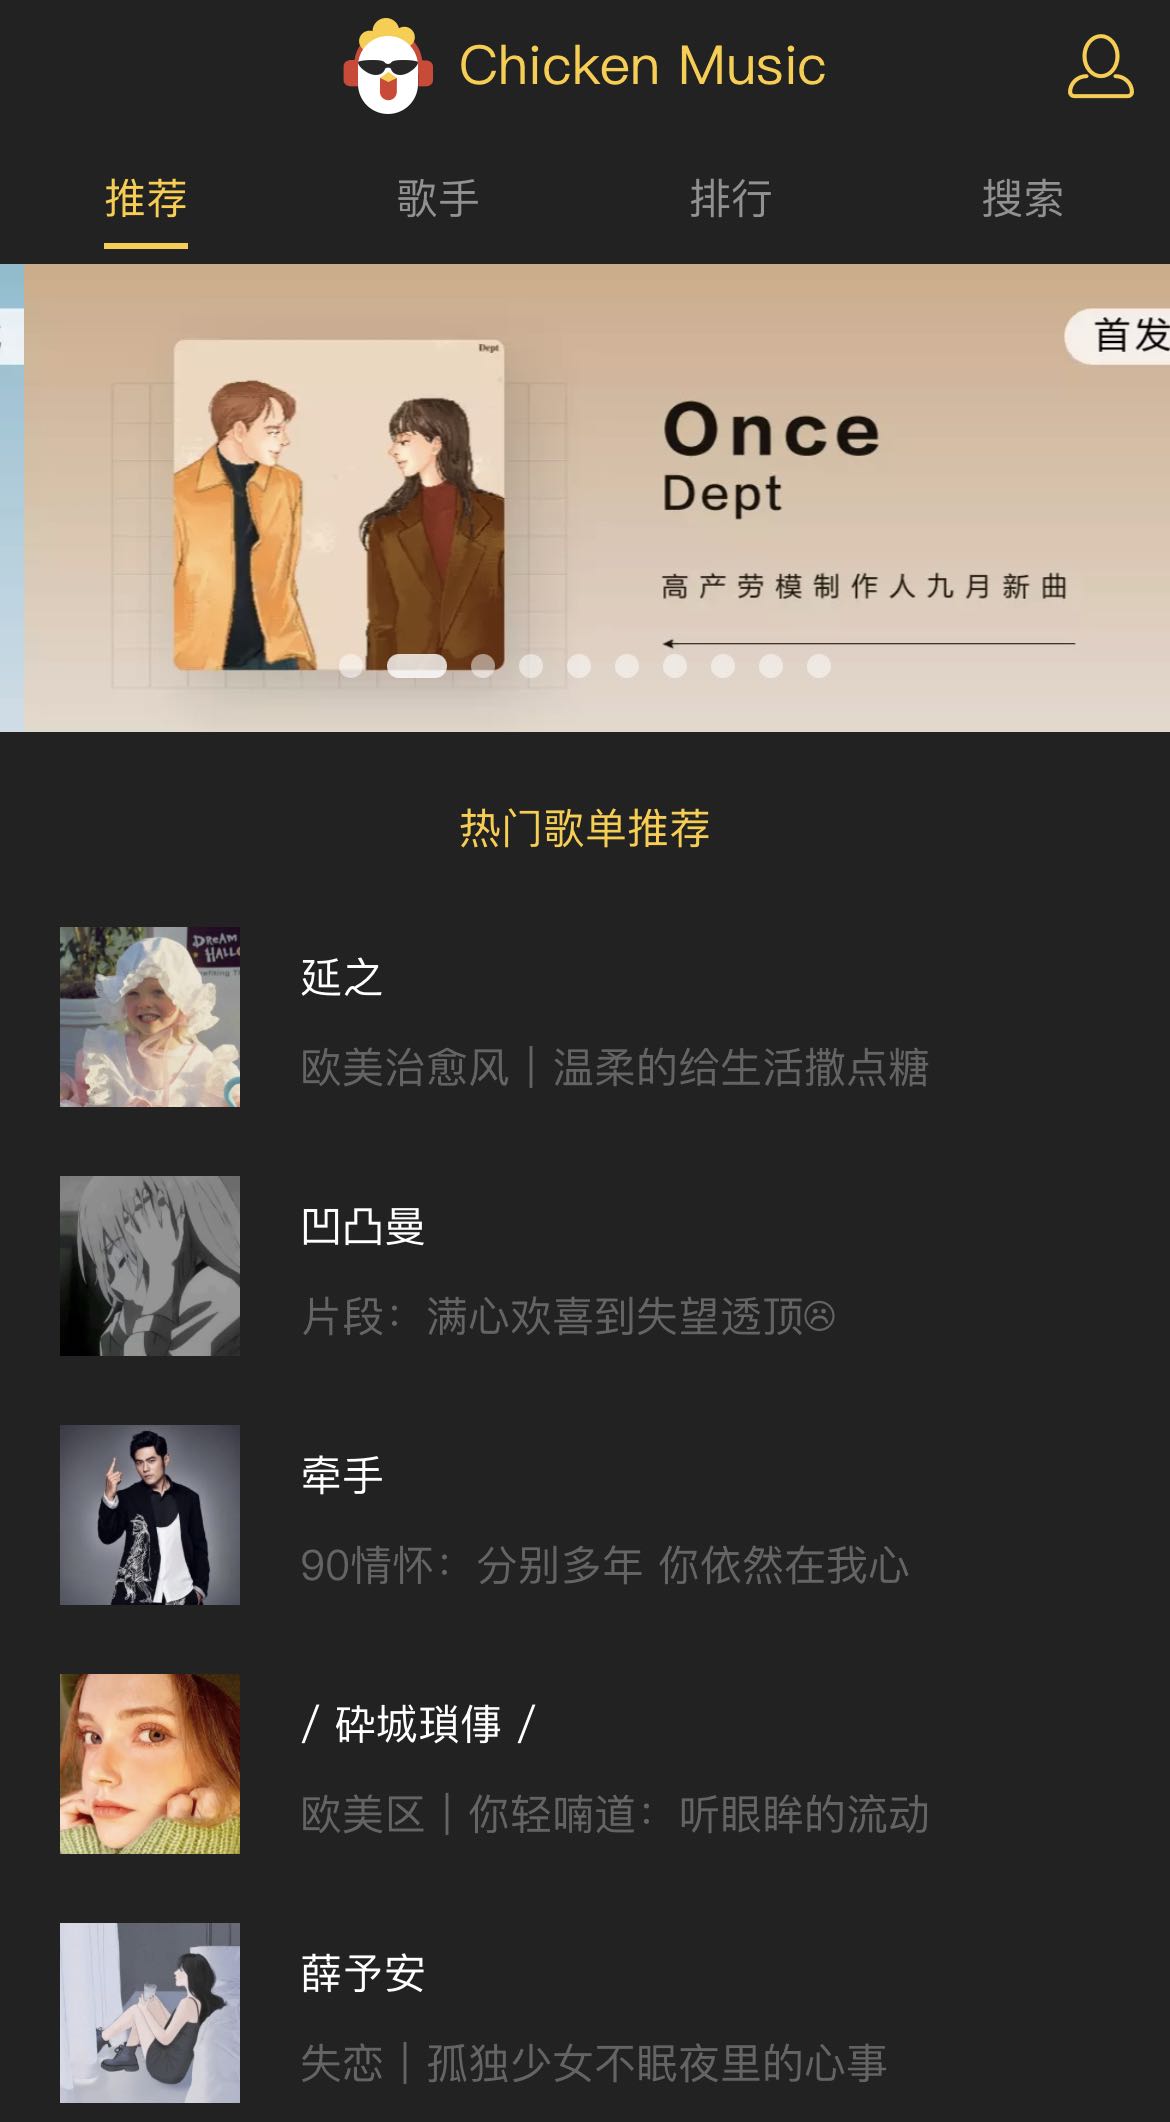 Chicken Music
推荐
歌手
排行
搜索
首发
Dept
Once
Dept
高产劳模制作人九月新曲
热门歌单推荐
DREAM
延之
欧美治愈风｜温柔的给生活撒点糖
凹凸曼
片段：满心欢喜到失望透顶☹
牵手
90情怀：分别多年 你依然在我心
/ 砕城瑣倳 /
欧美区｜你轻喃道：听眼眸的流动
薛予安
失恋｜孤独少女不眠夜里的心事